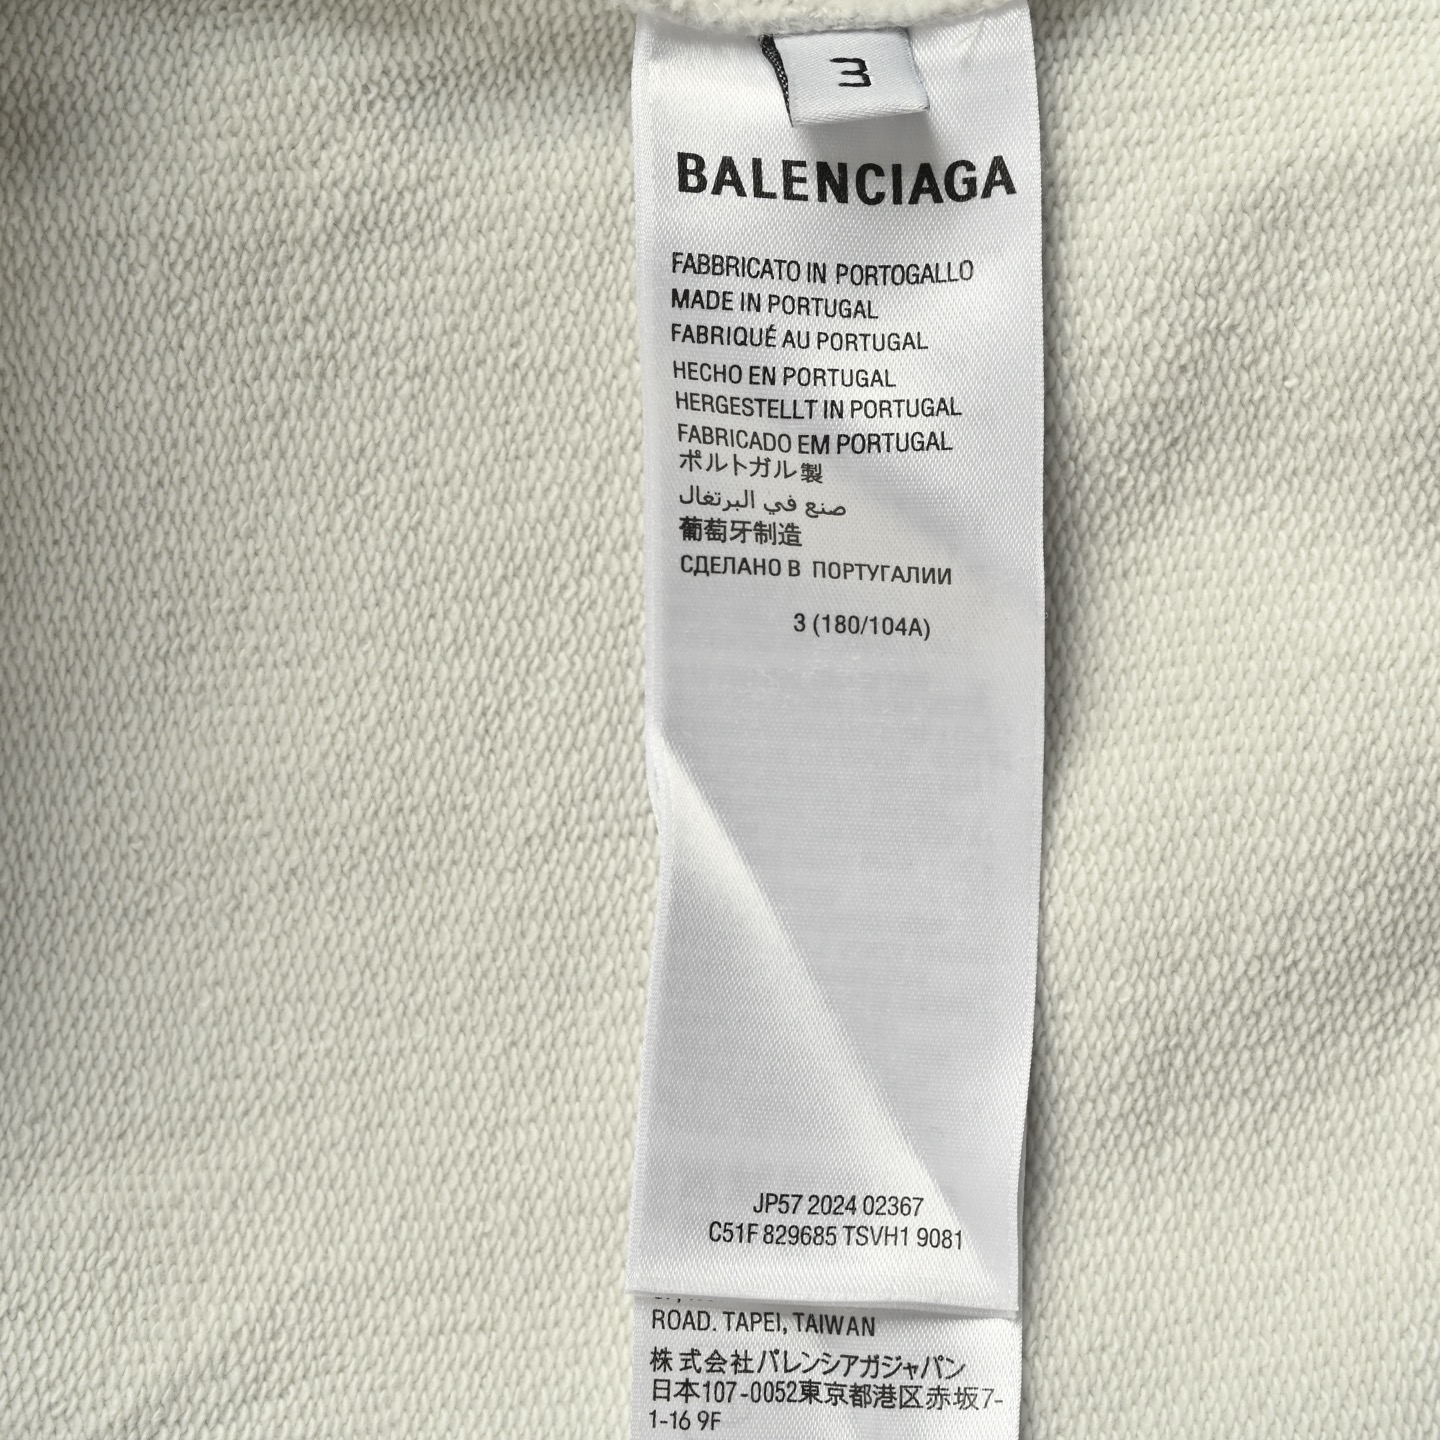 3
BALENCIAGA
FABBRICATO IN PORTOGALLO
MADE IN PORTUGAL
FABRIQUÉ AU PORTUGAL
HECHO EN PORTUGAL
HERGESTELLT IN PORTUGAL
FABRICADO EM PORTUGAL
ポルトガル製
صنع في البرتغال
葡萄牙制造
СДЕЛАНО В ПОРТУГАЛИИ
3 (180/104A)
JP57 2024 02367
C51F 829685 TSVH1 9081
ROAD. TAPEI, TAIWAN
株式会社バレンシアガジャパン
日本107-0052東京都港区赤坂7-
1-16 9F